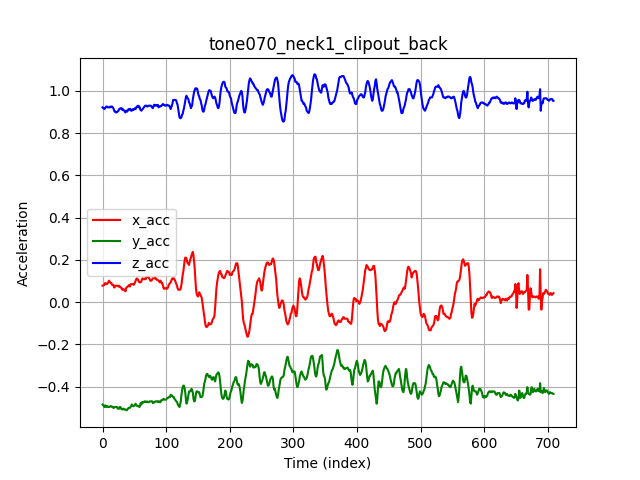 tone070_neck1_clipout_back
Acceleration
1.0
0.8
0.6
0.4
0.2
0.0
−0.2
−0.4
x_acc
y_acc
z_acc
0 100 200 300 400 500 600 700
Time (index)